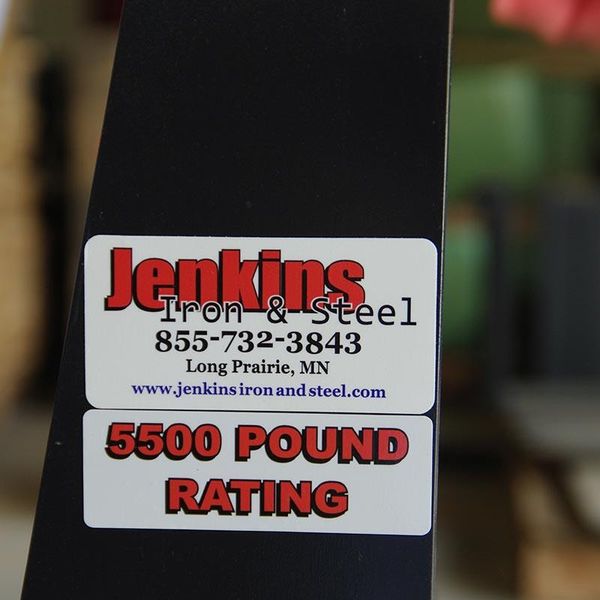 Jenkins
Iron & Steel
855-732-3843
Long Prairie, MN
www.jenkinsironandsteel.com
5500 POUND
RATING